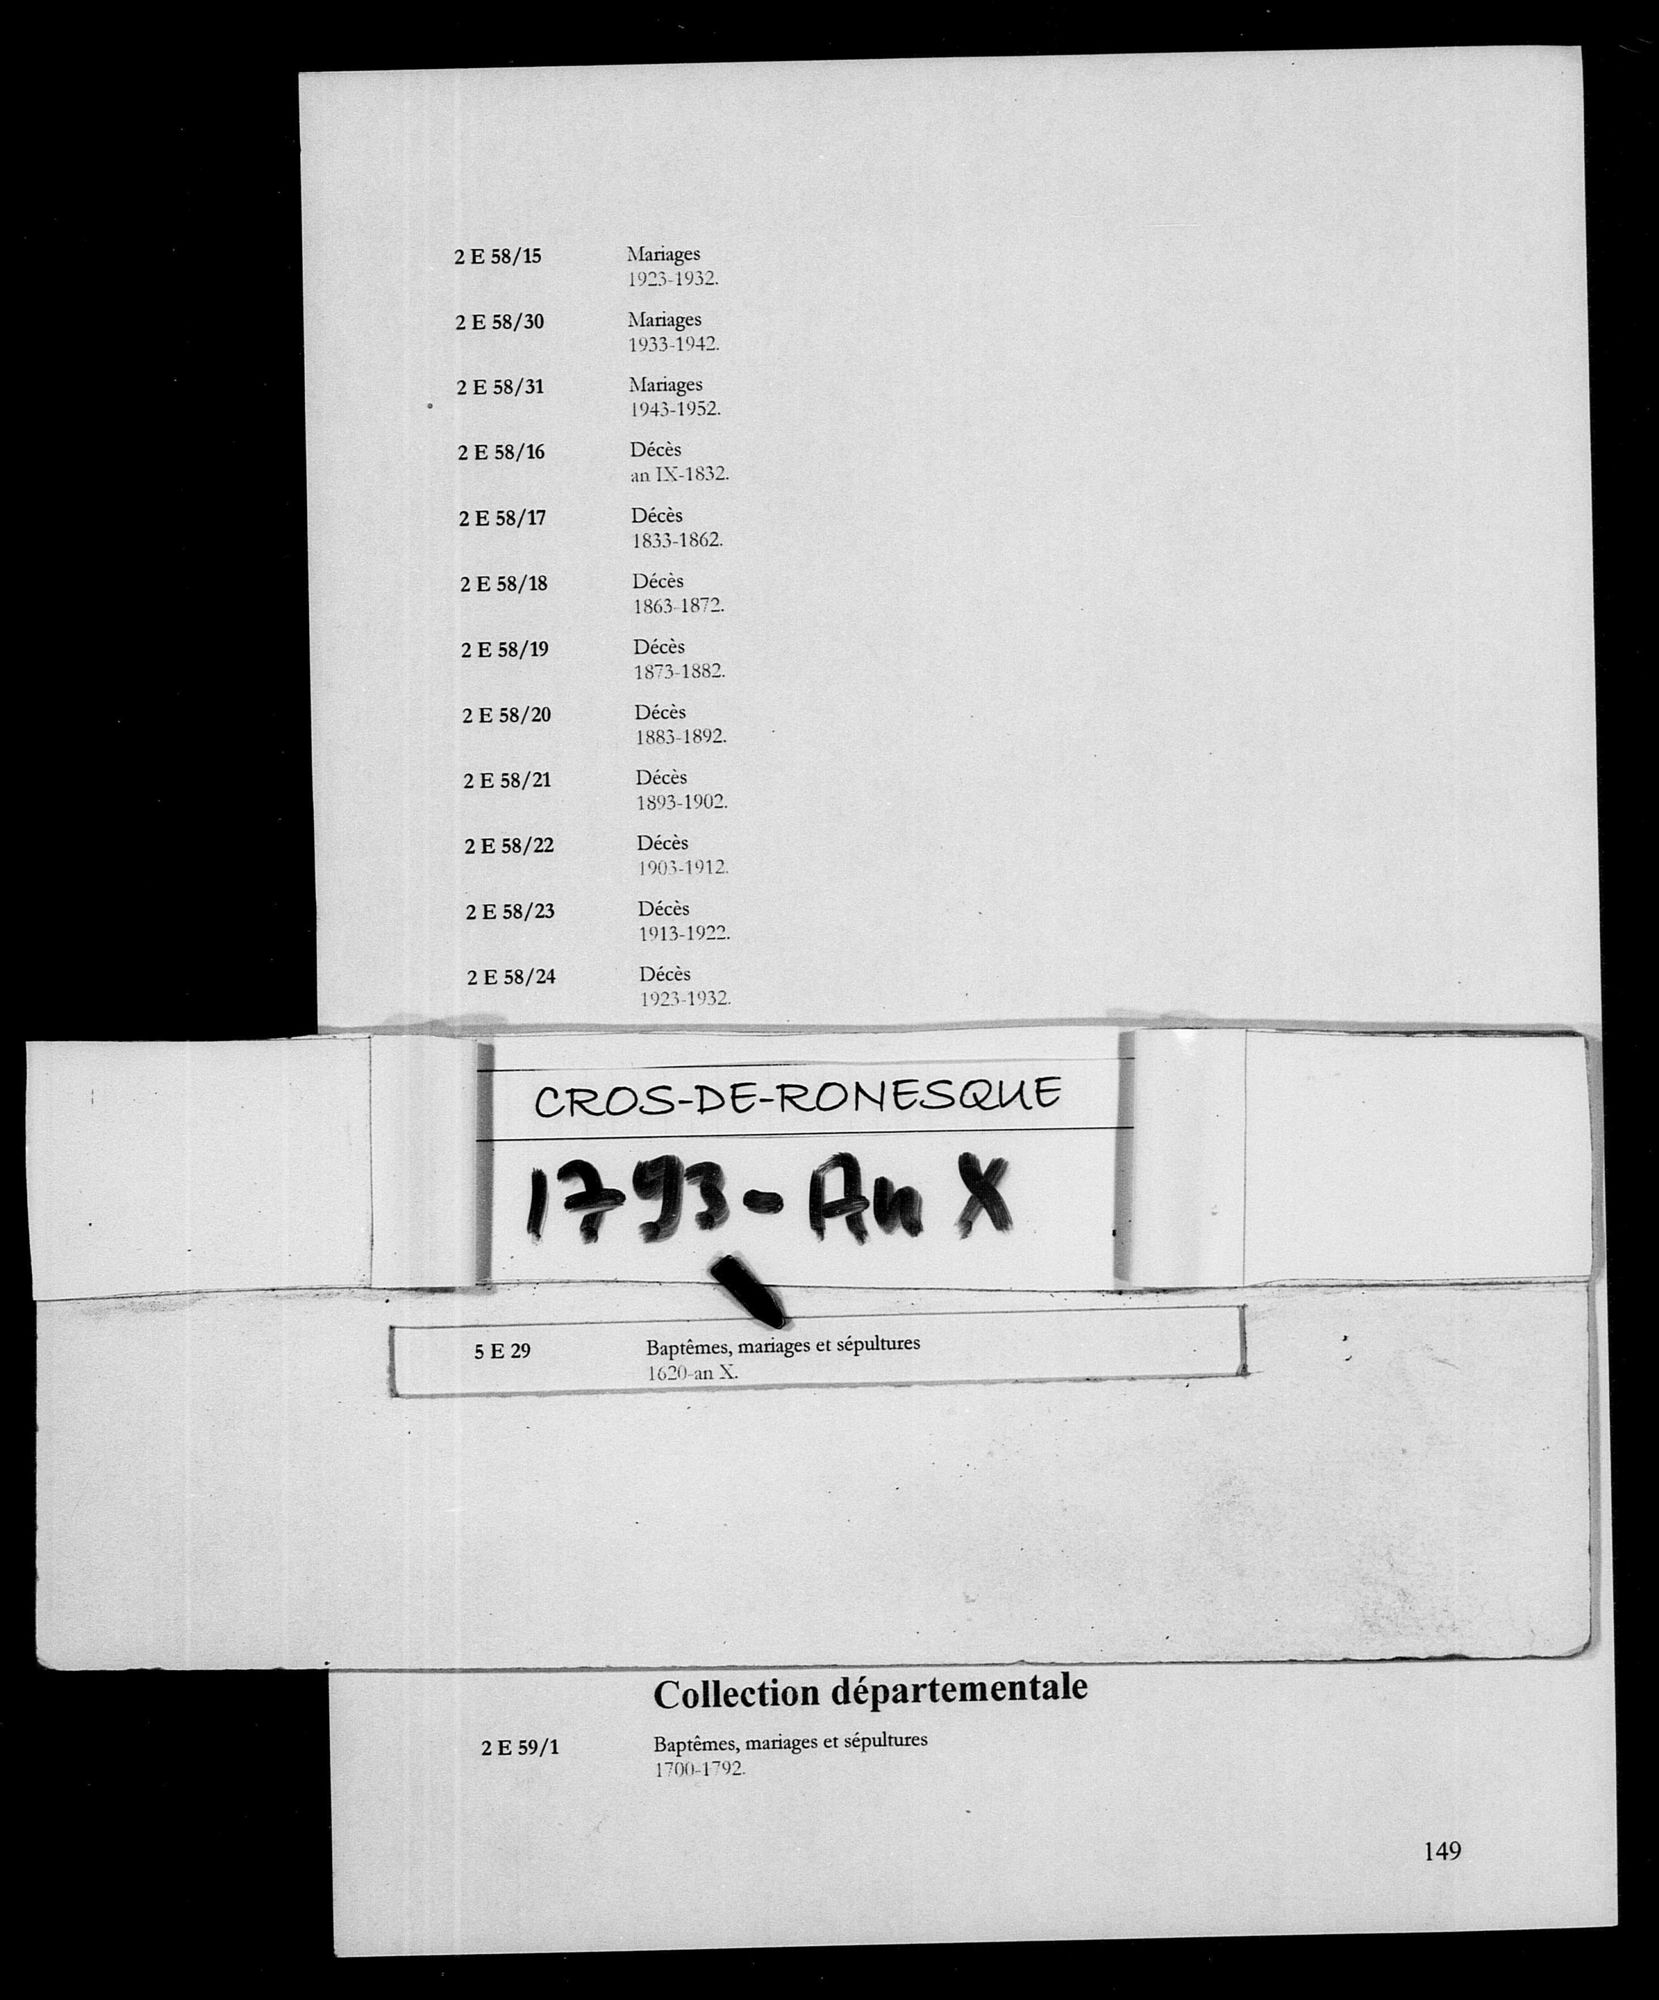 2 E 58/15 Mariages
1923-1932.
2 E 58/30 Mariages
1933-1942.
2 E 58/31 Mariages
1943-1952.
2 E 58/16 Décès
an IX-1832.
2 E 58/17 Décès
1833-1862.
2 E 58/18 Décès
1863-1872.
2 E 58/19 Décès
1873-1882.
2 E 58/20 Décès
1883-1892.
2 E 58/21 Décès
1893-1902.
2 E 58/22 Décès
1903-1912.
2 E 58/23 Décès
1913-1922.
2 E 58/24 Décès
1923-1932.
CROS-DE-RONESQUE
1793-An X
5 E 29 Baptêmes, mariages et sépultures
1620-an X.
Collection départementale
2 E 59/1 Baptêmes, mariages et sépultures
1700-1792.
149